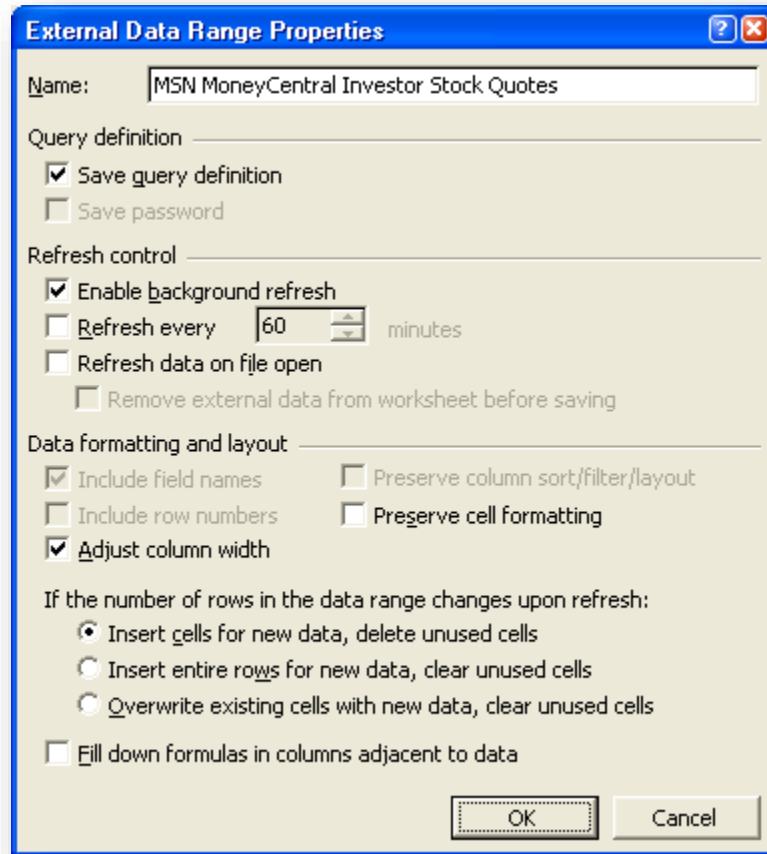 External Data Range Properties
Name: MSN MoneyCentral Investor Stock Quotes
Query definition
Save query definition
Save password
Refresh control
Enable background refresh
Refresh every 60 minutes
Refresh data on file open
Remove external data from worksheet before saving
Data formatting and layout
Include field names Preserve column sort/filter/layout
Include row numbers Preserve cell formatting
Adjust column width
If the number of rows in the data range changes upon refresh:
Insert cells for new data, delete unused cells
Insert entire rows for new data, clear unused cells
Overwrite existing cells with new data, clear unused cells
Fill down formulas in columns adjacent to data
OK Cancel